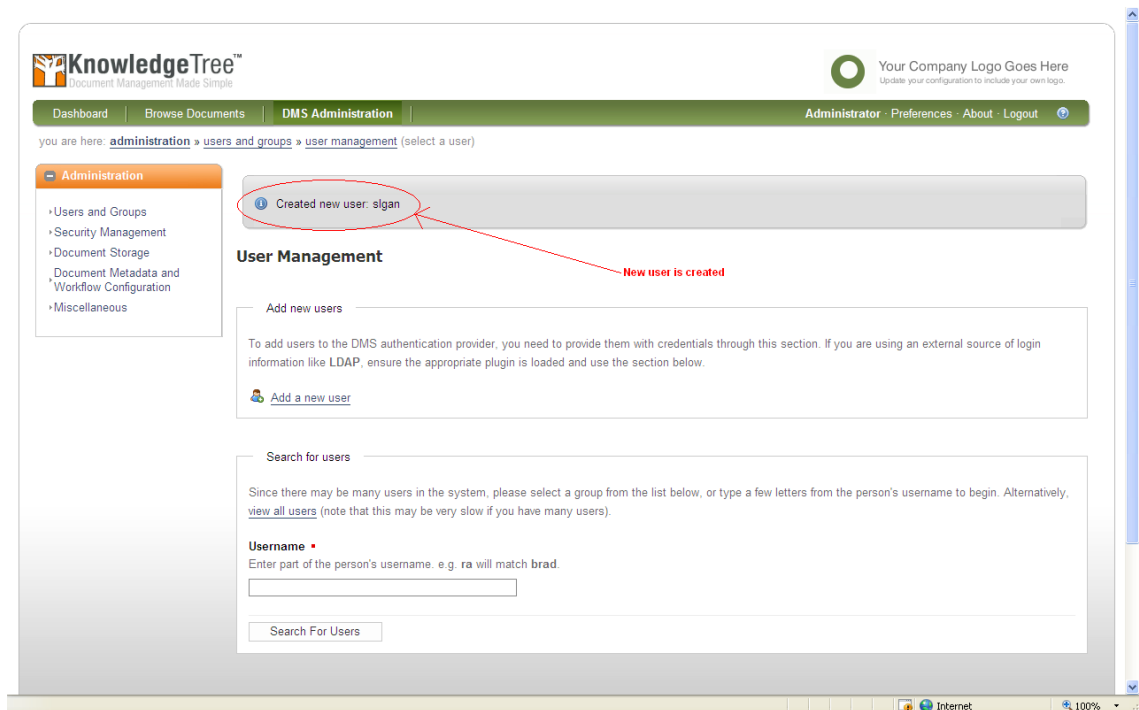 KnowledgeTree™
Document Management Made Simple
Your Company Logo Goes Here
Update your configuration to include your own logo.
Dashboard Browse Documents DMS Administration Administrator · Preferences · About · Logout ?
you are here: administration » users and groups » user management (select a user)
Administration
Users and Groups
Security Management
Document Storage
Document Metadata and
Workflow Configuration
Miscellaneous
Created new user: slgan
New user is created
User Management
Add new users
To add users to the DMS authentication provider, you need to provide them with credentials through this section. If you are using an external source of login
information like LDAP, ensure the appropriate plugin is loaded and use the section below.
Add a new user
Search for users
Since there may be many users in the system, please select a group from the list below, or type a few letters from the person's username to begin. Alternatively,
view all users (note that this may be very slow if you have many users).
Username
Enter part of the person's username. e.g. ra will match brad.
Search For Users
Internet 100%